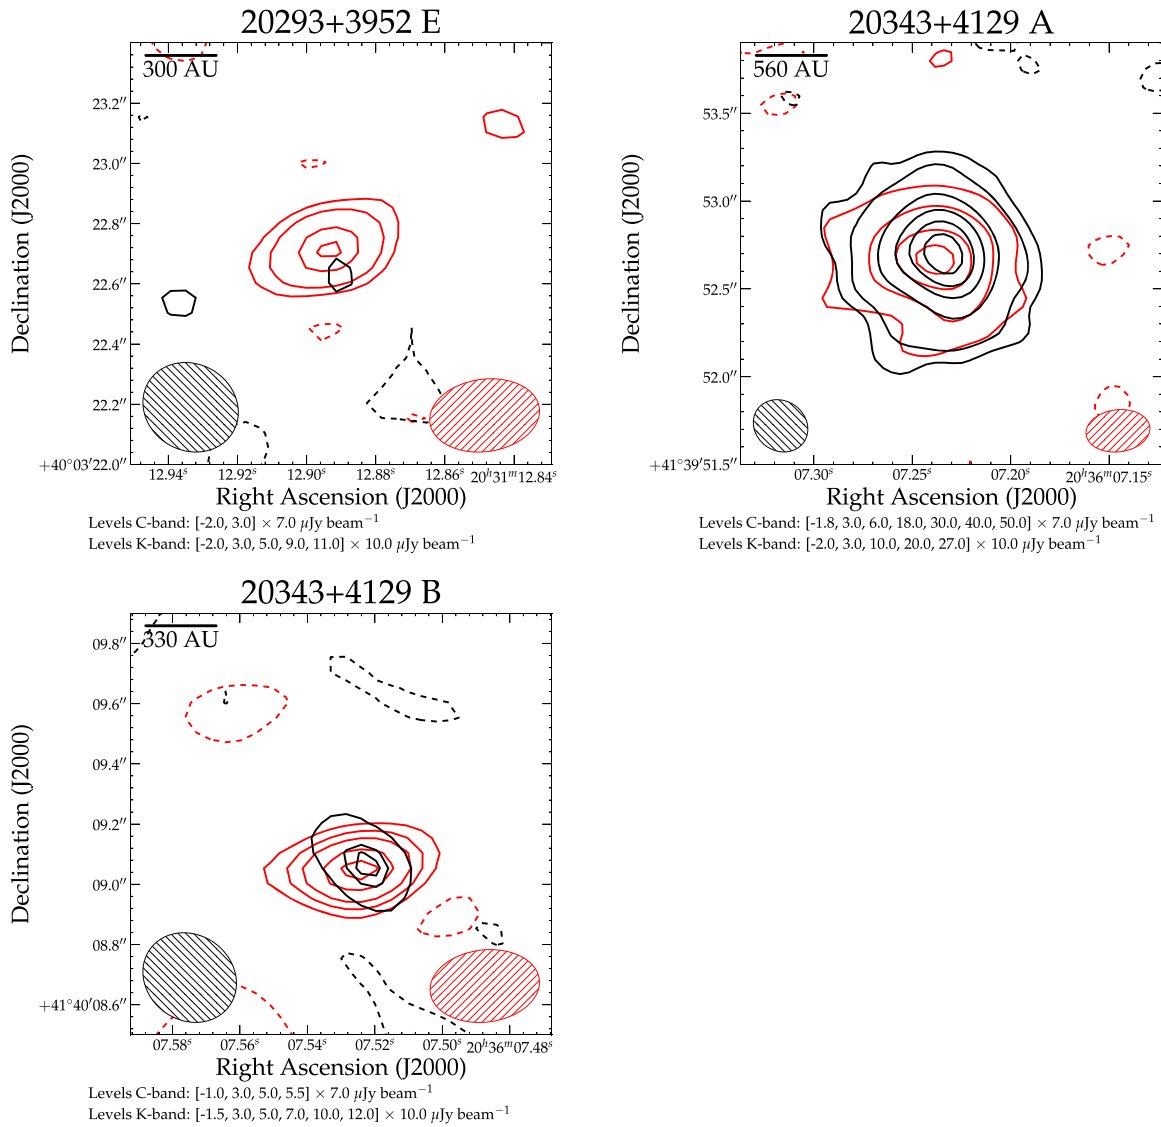 20293+3952 E
300 AU
Declination (J2000)
23.2″
23.0″
22.8″
22.6″
22.4″
22.2″
+40°03′22.0″
12.94ˢ 12.92ˢ 12.90ˢ 12.88ˢ 12.86ˢ 20ʰ31ᵐ12.84ˢ
Right Ascension (J2000)
Levels C-band: [-2.0, 3.0] × 7.0 μJy beam⁻¹
Levels K-band: [-2.0, 3.0, 5.0, 9.0, 11.0] × 10.0 μJy beam⁻¹
20343+4129 A
560 AU
Declination (J2000)
53.5″
53.0″
52.5″
52.0″
+41°39′51.5″
07.30ˢ 07.25ˢ 07.20ˢ 20ʰ36ᵐ07.15ˢ
Right Ascension (J2000)
Levels C-band: [-1.8, 3.0, 6.0, 18.0, 30.0, 40.0, 50.0] × 7.0 μJy beam⁻¹
Levels K-band: [-2.0, 3.0, 10.0, 20.0, 27.0] × 10.0 μJy beam⁻¹
20343+4129 B
330 AU
Declination (J2000)
09.8″
09.6″
09.4″
09.2″
09.0″
08.8″
+41°40′08.6″
07.58ˢ 07.56ˢ 07.54ˢ 07.52ˢ 07.50ˢ 20ʰ36ᵐ07.48ˢ
Right Ascension (J2000)
Levels C-band: [-1.0, 3.0, 5.0, 5.5] × 7.0 μJy beam⁻¹
Levels K-band: [-1.5, 3.0, 5.0, 7.0, 10.0, 12.0] × 10.0 μJy beam⁻¹